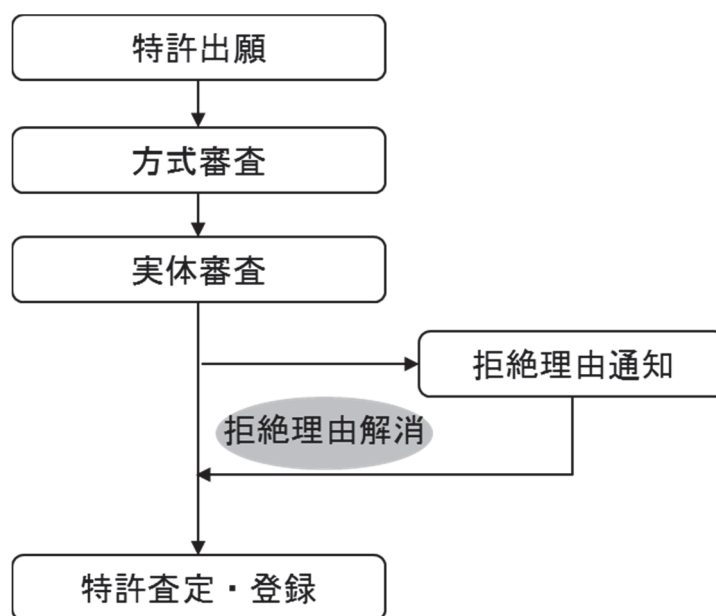 特許出願
方式審査
実体審査
拒絶理由通知
拒絶理由解消
特許査定・登録